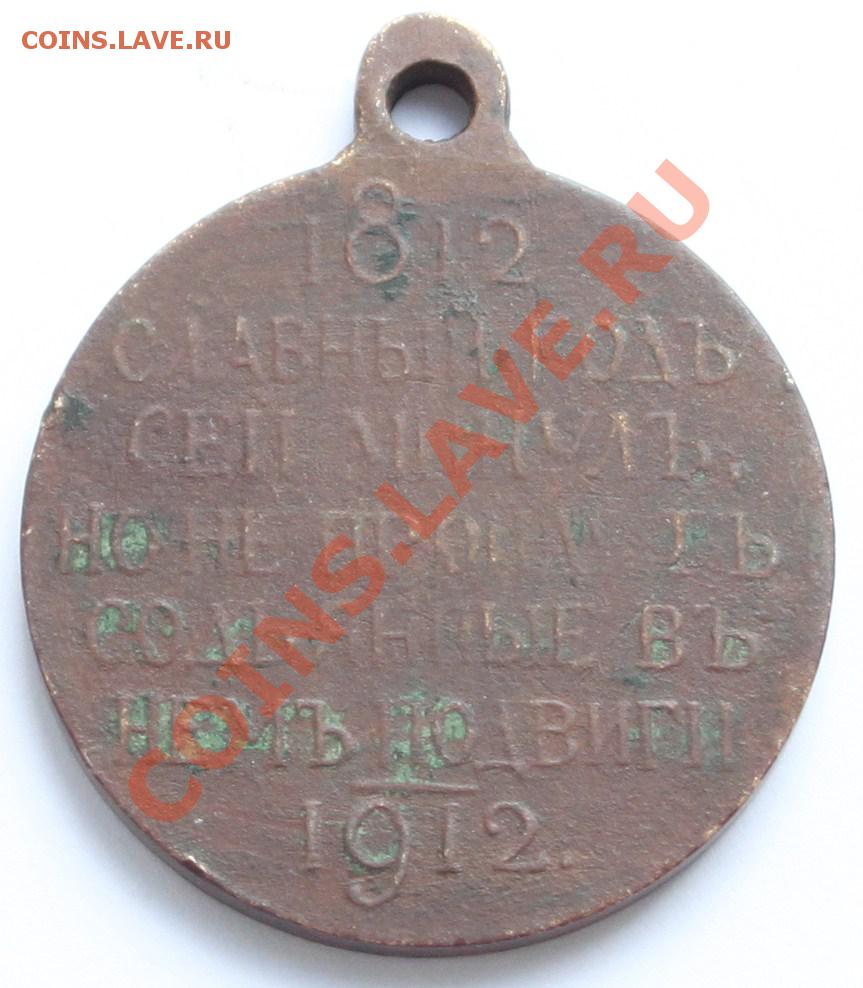 COINS.LAVE.RU
1812
СЛАВНЫЙ ГОДЪ
СЕЙ МИНУЛЪ,
НО НЕ ПРОЙДУТЪ
СОДѢЯННЫЕ ВЪ
НЕМЪ ПОДВИГИ
1912.
COINS.LAVE.RU